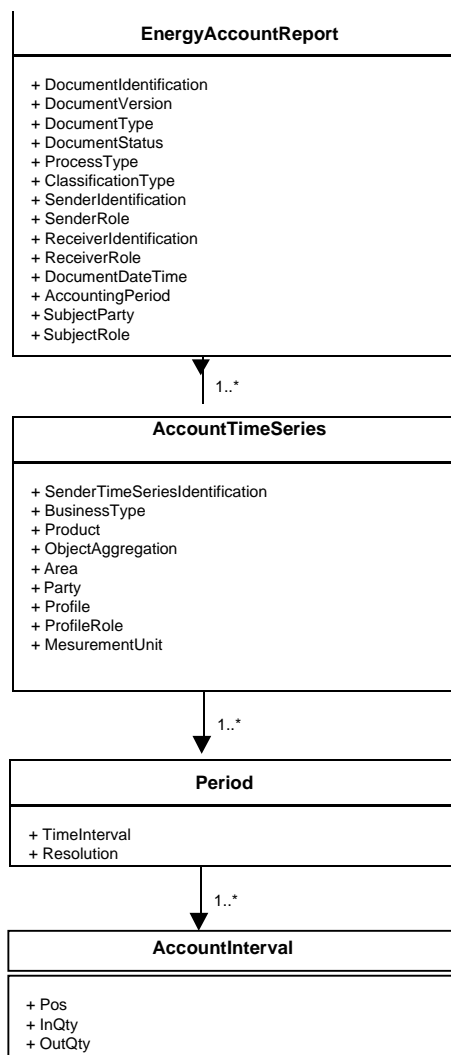 EnergyAccountReport
+ DocumentIdentification
+ DocumentVersion
+ DocumentType
+ DocumentStatus
+ ProcessType
+ ClassificationType
+ SenderIdentification
+ SenderRole
+ ReceiverIdentification
+ ReceiverRole
+ DocumentDateTime
+ AccountingPeriod
+ SubjectParty
+ SubjectRole
1..*
AccountTimeSeries
+ SenderTimeSeriesIdentification
+ BusinessType
+ Product
+ ObjectAggregation
+ Area
+ Party
+ Profile
+ ProfileRole
+ MesurementUnit
1..*
Period
+ TimeInterval
+ Resolution
1..*
AccountInterval
+ Pos
+ InQty
+ OutQty